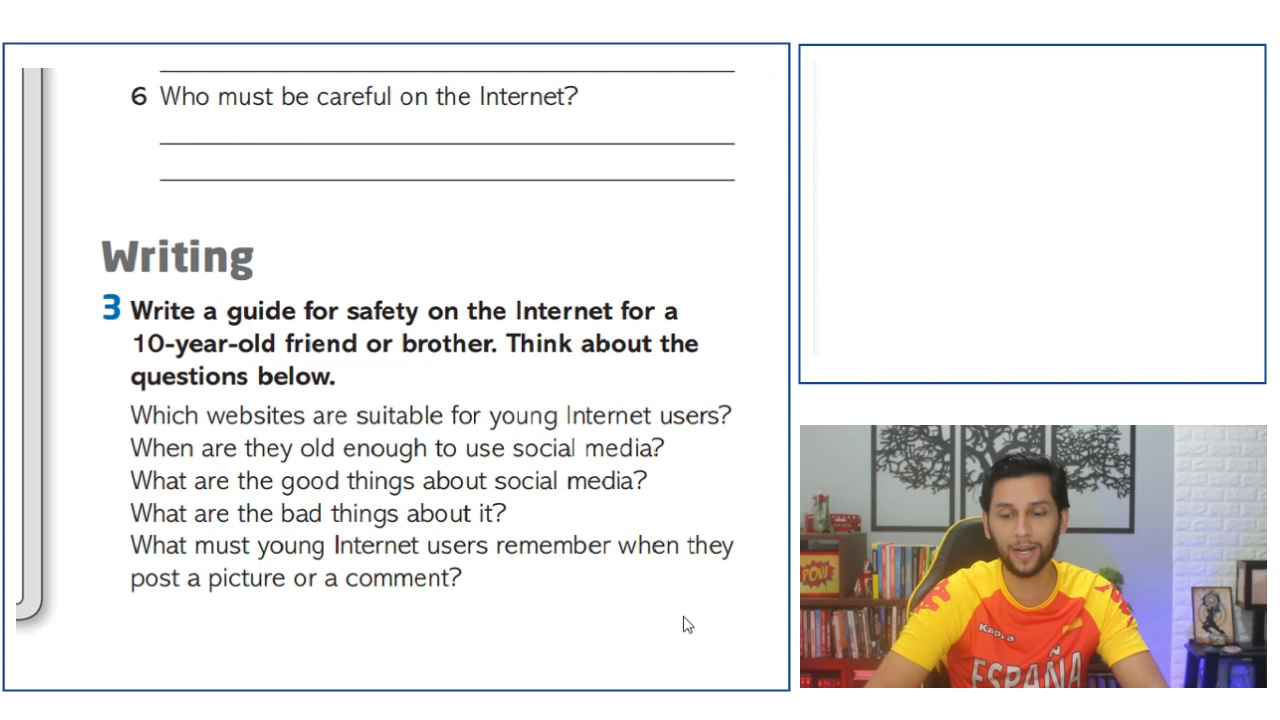 6 Who must be careful on the Internet?
Writing
3 Write a guide for safety on the Internet for a
10-year-old friend or brother. Think about the
questions below.
Which websites are suitable for young Internet users?
When are they old enough to use social media?
What are the good things about social media?
What are the bad things about it?
What must young Internet users remember when they
post a picture or a comment?
POW
Kappa
ESPAÑA